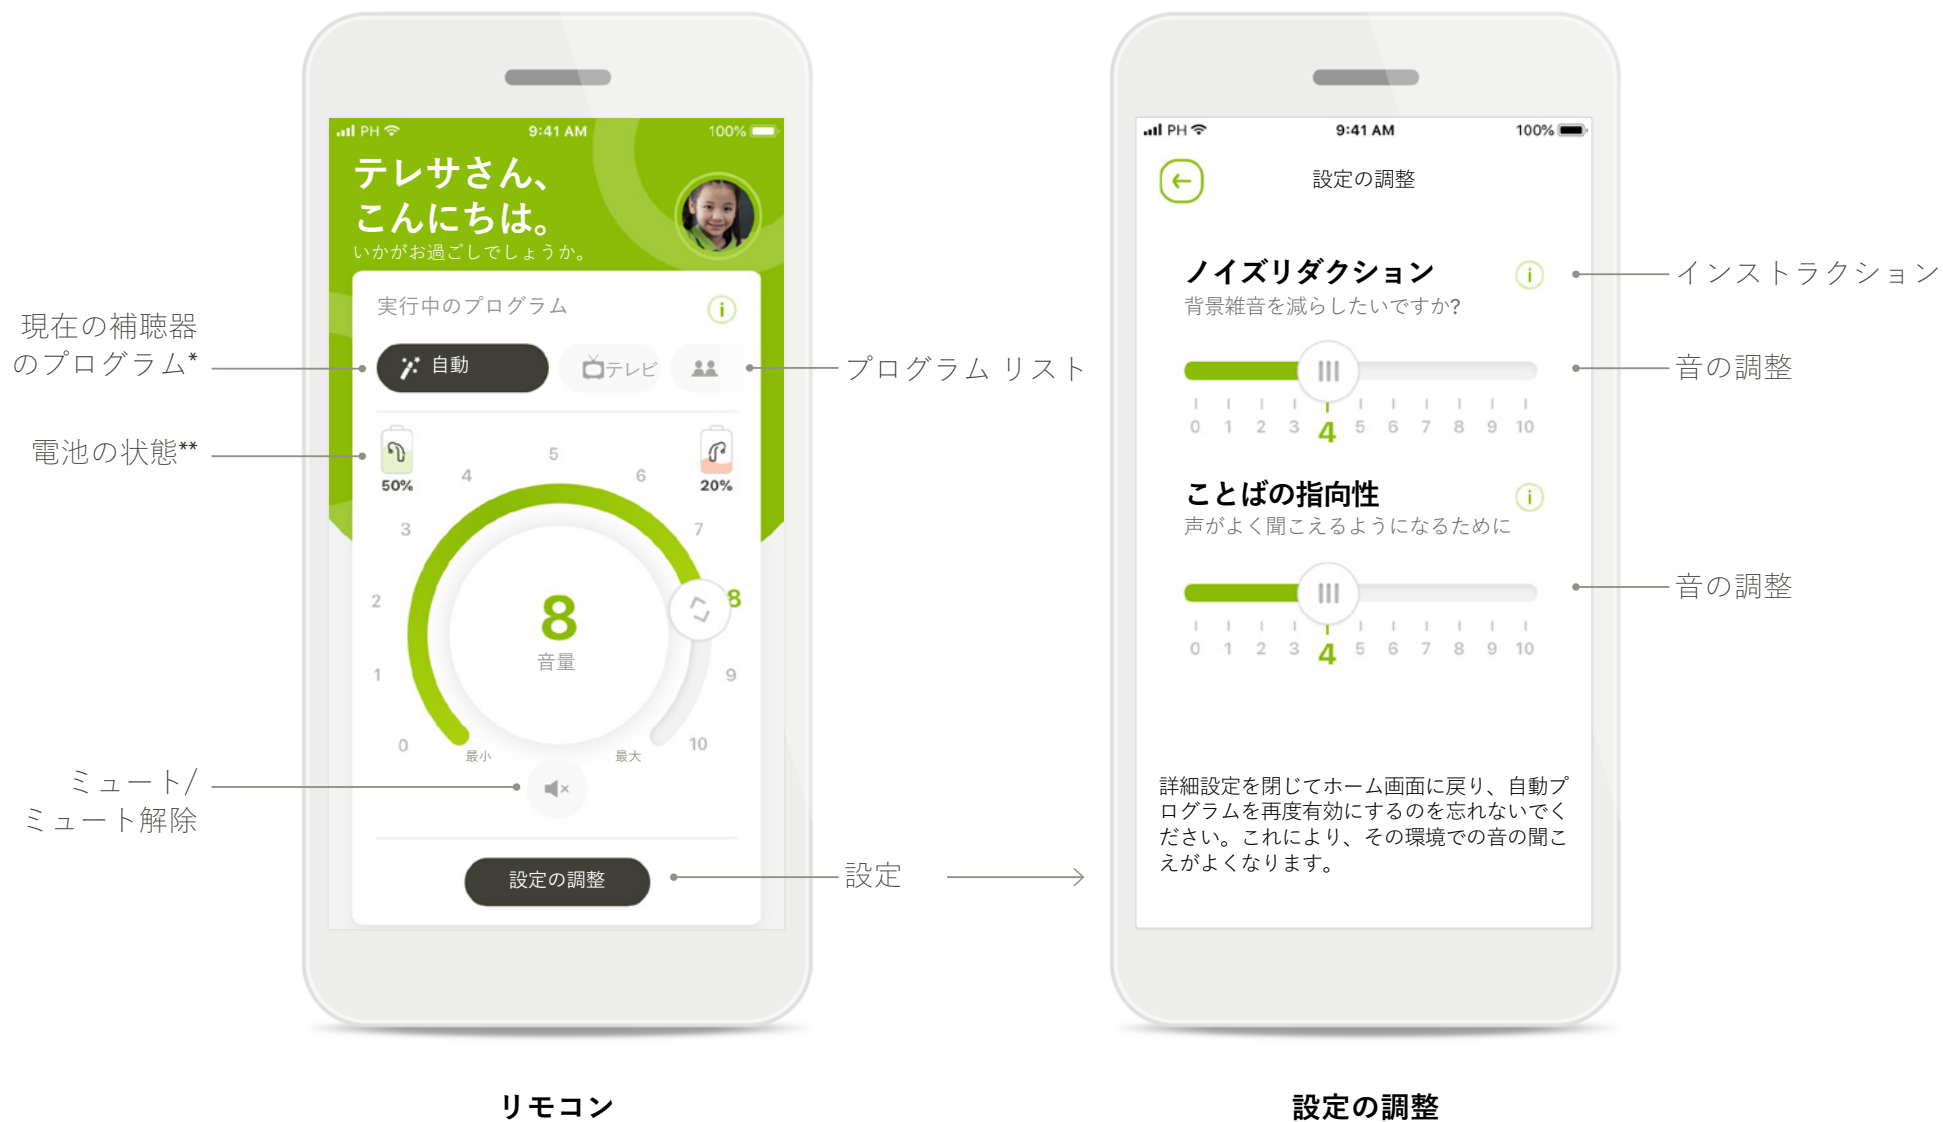 PH
9:41 AM
100%
テレサさん、
こんにちは。
いかがお過ごしでしょうか。
実行中のプログラム
i
自動
テレビ
50%
20%
0
1
2
3
4
5
6
7
8
9
10
8
音量
最小
最大
設定の調整
現在の補聴器
のプログラム*
電池の状態**
ミュート/
ミュート解除
プログラム リスト
設定
リモコン
PH
9:41 AM
100%
設定の調整
ノイズリダクション
i
背景雑音を減らしたいですか?
0 1 2 3 4 5 6 7 8 9 10
ことばの指向性
i
声がよく聞こえるようになるために
0 1 2 3 4 5 6 7 8 9 10
詳細設定を閉じてホーム画面に戻り、自動プ
ログラムを再度有効にするのを忘れないでく
ださい。これにより、その環境での音の聞こ
えがよくなります。
インストラクション
音の調整
音の調整
設定の調整